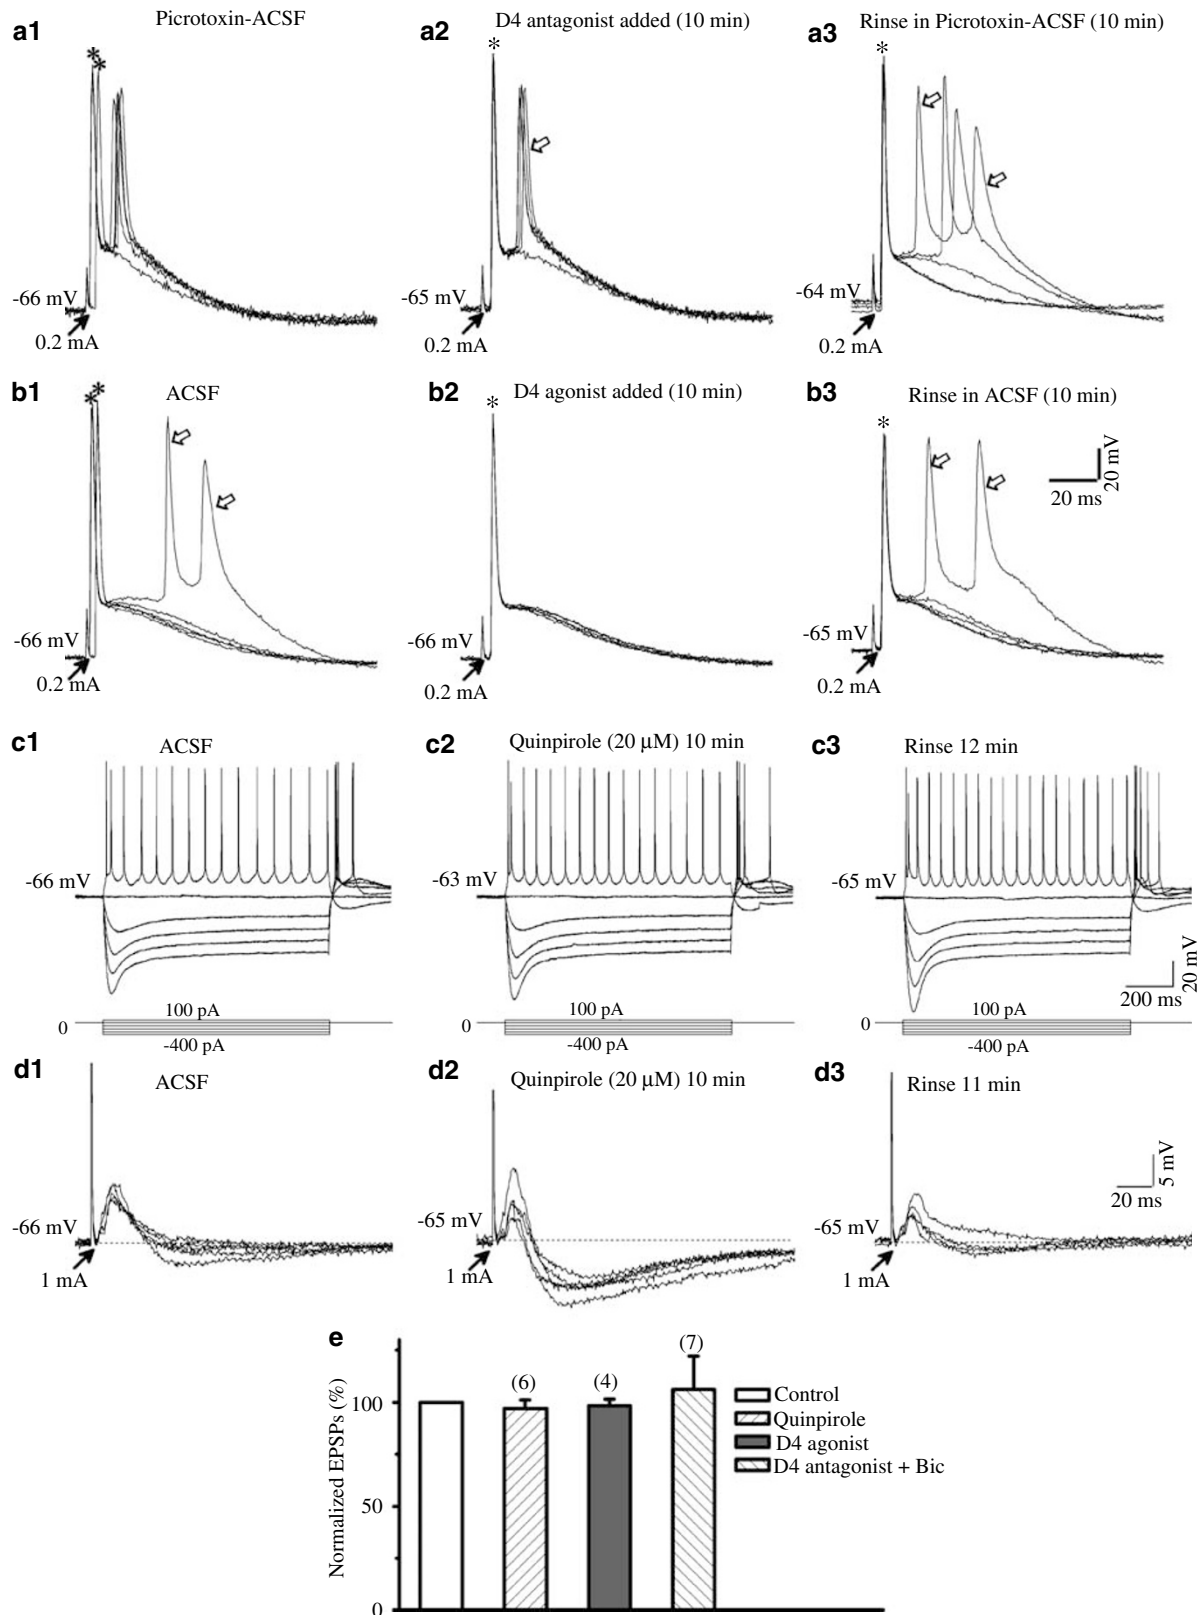 a1 Picrotoxin-ACSF
a2 D4 antagonist added (10 min)
a3 Rinse in Picrotoxin-ACSF (10 min)
* *
*
*
-66 mV
0.2 mA
-65 mV
0.2 mA
-64 mV
0.2 mA
b1 ACSF
b2 D4 agonist added (10 min)
b3 Rinse in ACSF (10 min)
* *
*
*
20 mV
20 ms
-66 mV
0.2 mA
-66 mV
0.2 mA
-65 mV
0.2 mA
c1 ACSF
c2 Quinpirole (20 μM) 10 min
c3 Rinse 12 min
-66 mV
-63 mV
-65 mV
20 mV
200 ms
0
100 pA
-400 pA
0
100 pA
-400 pA
0
100 pA
-400 pA
d1 ACSF
d2 Quinpirole (20 μM) 10 min
d3 Rinse 11 min
5 mV
20 ms
-66 mV
1 mA
-65 mV
1 mA
-65 mV
1 mA
e
Normalized EPSPs (%)
100
50
0
(6)
(4)
(7)
Control
Quinpirole
D4 agonist
D4 antagonist + Bic